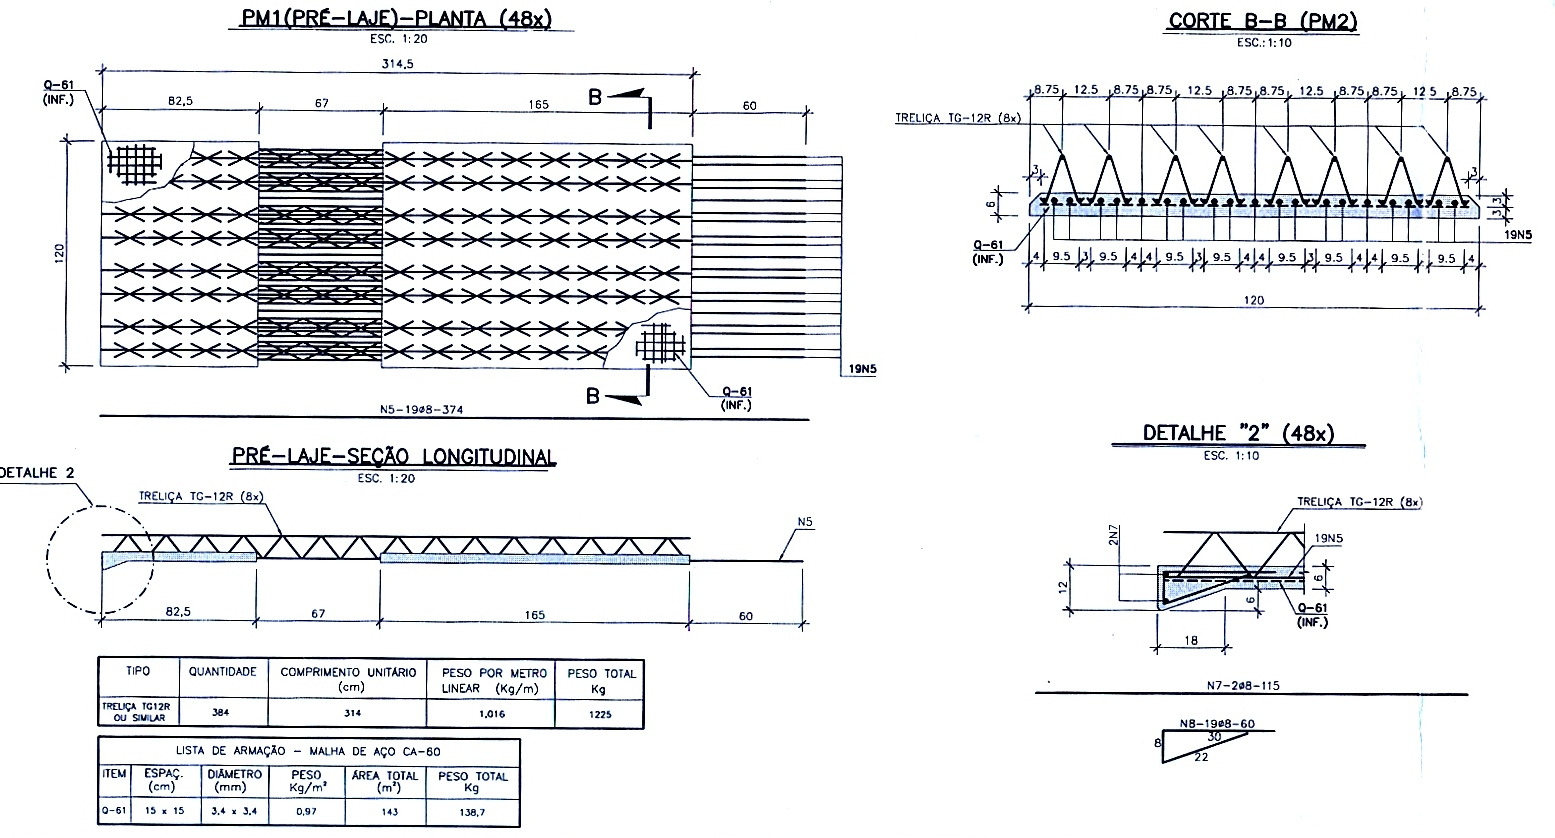 PM1(PRÉ-LAJE)-PLANTA (48x)
ESC. 1:20
314,5
Q-61
(INF.)
82,5
67
165
B
60
120
B
Q-61
(INF.)
19N5
N5-19ø8-374
PRÉ-LAJE-SEÇÃO LONGITUDINAL
ESC. 1:20
DETALHE 2
TRELIÇA TG-12R (8x)
N5
82,5
67
165
60
TIPO
QUANTIDADE
COMPRIMENTO UNITÁRIO
(cm)
PESO POR METRO
LINEAR (Kg/m)
PESO TOTAL
Kg
TRELIÇA TG12R
OU SIMILAR
384
314
1,016
1225
LISTA DE ARMAÇÃO - MALHA DE AÇO CA-60
ITEM
ESPAÇ.
(cm)
DIÂMETRO
(mm)
PESO
Kg/m²
ÁREA TOTAL
(m²)
PESO TOTAL
Kg
Q-61
15 x 15
3,4 x 3,4
0,97
143
138,7
CORTE B-B (PM2)
ESC.:1:10
8.75 12.5 8.75 8.75 12.5 8.75 8.75 12.5 8.75 8.75 12 5 8.75
TRELIÇA TG-12R (8x)
3
3
6
3
3
Q-61
(INF.)
19N5
4 9.5 3 9.5 4 4 9.5 3 9.5 4 4 9.5 3 9.5 4 4 9.5 9.5 4
120
DETALHE "2" (48x)
ESC. 1:10
TRELIÇA TG-12R (8x)
2N7
19N5
12
6
6
Q-61
(INF.)
18
N7-2ø8-115
N8-19ø8-60
8
30
22